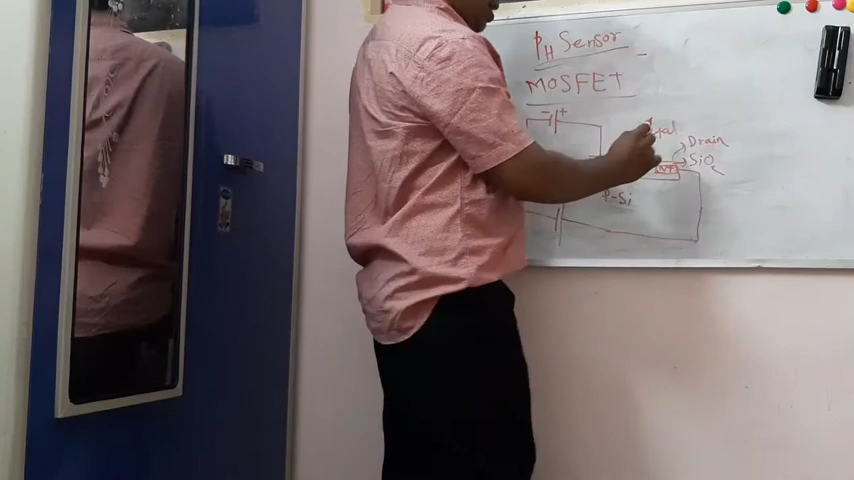 PH Sensor
MOSFET
- +
Drain
SiO2
P-Si